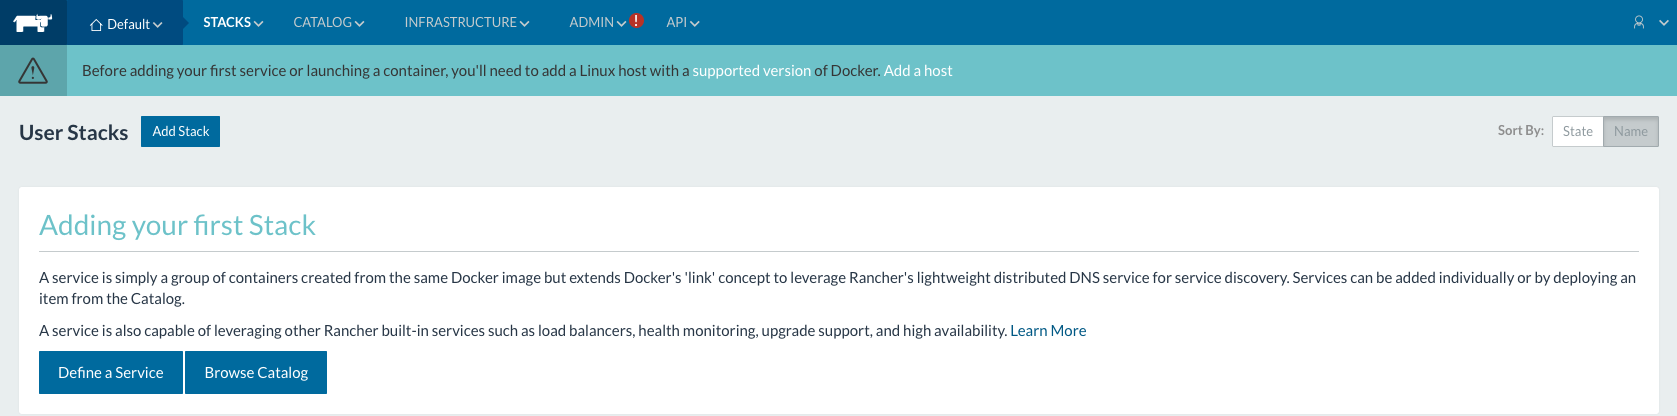 Default STACKS CATALOG INFRASTRUCTURE ADMIN ! API
Before adding your first service or launching a container, you'll need to add a Linux host with a supported version of Docker. Add a host
User Stacks Add Stack Sort By: State Name
Adding your first Stack
A service is simply a group of containers created from the same Docker image but extends Docker's 'link' concept to leverage Rancher's lightweight distributed DNS service for service discovery. Services can be added individually or by deploying an
item from the Catalog.
A service is also capable of leveraging other Rancher built-in services such as load balancers, health monitoring, upgrade support, and high availability. Learn More
Define a Service Browse Catalog